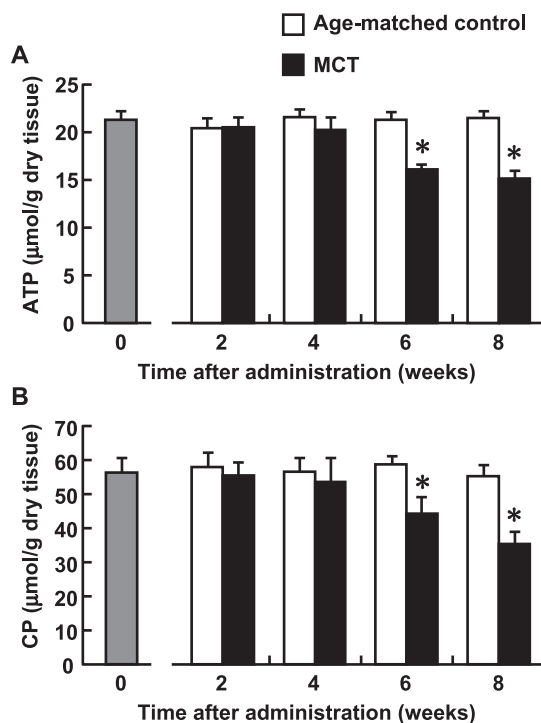 Age-matched control
MCT
A
ATP (μmol/g dry tissue)
25
20
15
10
5
0
*
*
0 2 4 6 8
Time after administration (weeks)
B
CP (μmol/g dry tissue)
70
60
50
40
30
20
10
0
*
*
0 2 4 6 8
Time after administration (weeks)